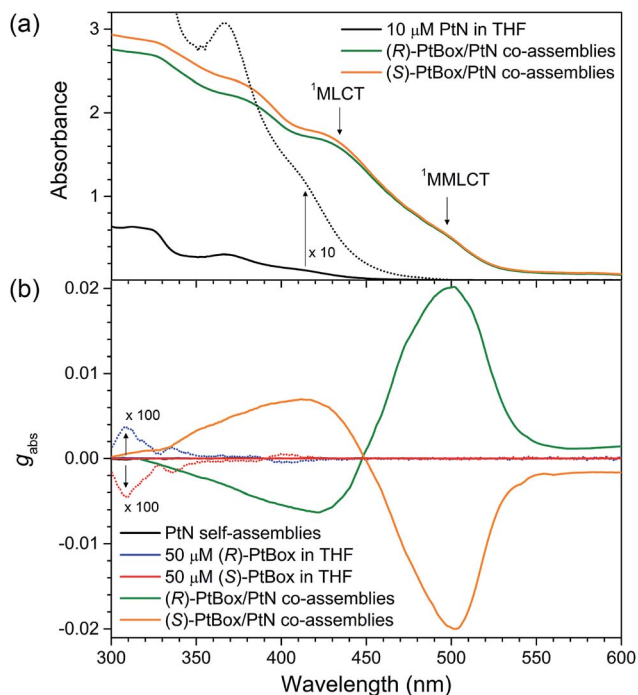 (a)
10 μM PtN in THF
(R)-PtBox/PtN co-assemblies
(S)-PtBox/PtN co-assemblies
3
2
1
Absorbance
¹MLCT
¹MMLCT
x 10
(b)
0.02
0.01
0.00
-0.01
-0.02
g abs
x 100
x 100
PtN self-assemblies
50 μM (R)-PtBox in THF
50 μM (S)-PtBox in THF
(R)-PtBox/PtN co-assemblies
(S)-PtBox/PtN co-assemblies
300 350 400 450 500 550 600
Wavelength (nm)